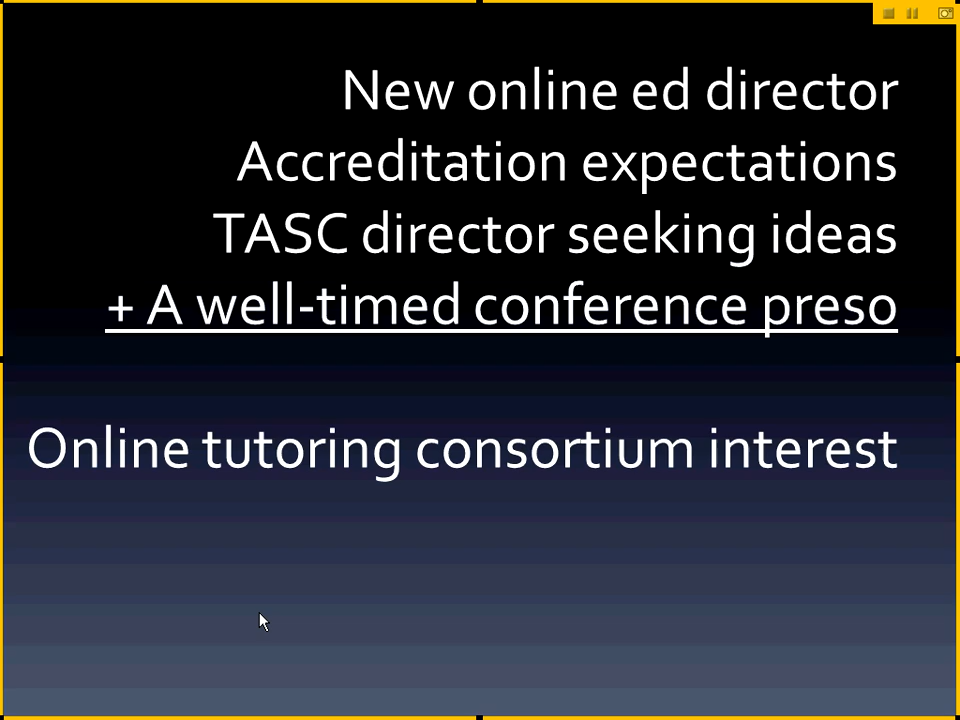 New online ed director
Accreditation expectations
TASC director seeking ideas
+ A well-timed conference preso
Online tutoring consortium interest